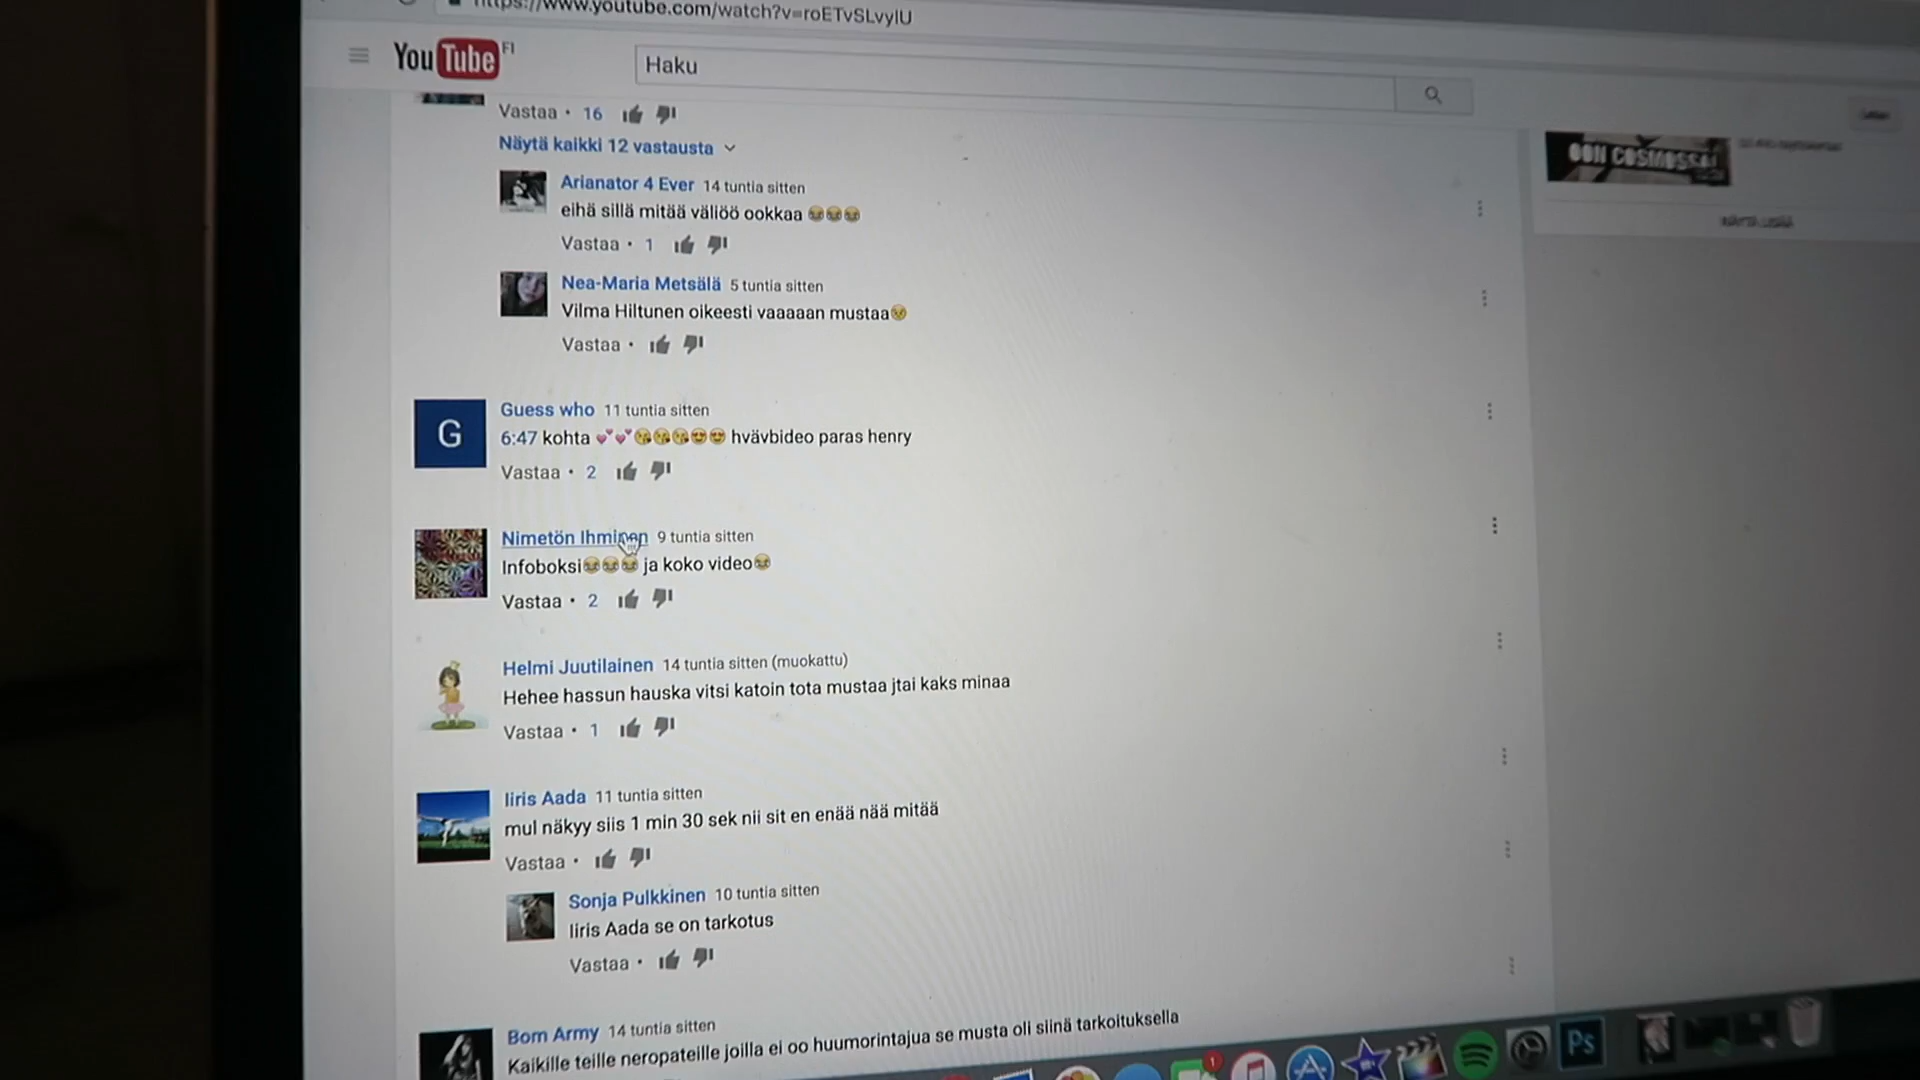 https://www.youtube.com/watch?v=roETvSLvylU
YouTube FI
Haku
Vastaa • 16
Näytä kaikki 12 vastausta
OON COSMOSSA!
Arianator 4 Ever 14 tuntia sitten
eihä sillä mitää väliöö ookkaa 😂😂😂
Vastaa • 1
Nea-Maria Metsälä 5 tuntia sitten
Vilma Hiltunen oikeesti vaaaaan mustaa😢
Vastaa •
G
Guess who 11 tuntia sitten
6:47 kohta 💕💕😘😘😘😍😍 hvävbideo paras henry
Vastaa • 2
Nimetön Ihminen 9 tuntia sitten
Infoboksi😂😂😂 ja koko video😂
Vastaa • 2
Helmi Juutilainen 14 tuntia sitten (muokattu)
Hehee hassun hauska vitsi katoin tota mustaa jtai kaks minaa
Vastaa • 1
Iiris Aada 11 tuntia sitten
mul näkyy siis 1 min 30 sek nii sit en enää nää mitää
Vastaa •
Sonja Pulkkinen 10 tuntia sitten
Iiris Aada se on tarkotus
Vastaa •
Bom Army 14 tuntia sitten
Kaikille teille neropateille joilla ei oo huumorintajua se musta oli siinä tarkoituksella
1
Ps